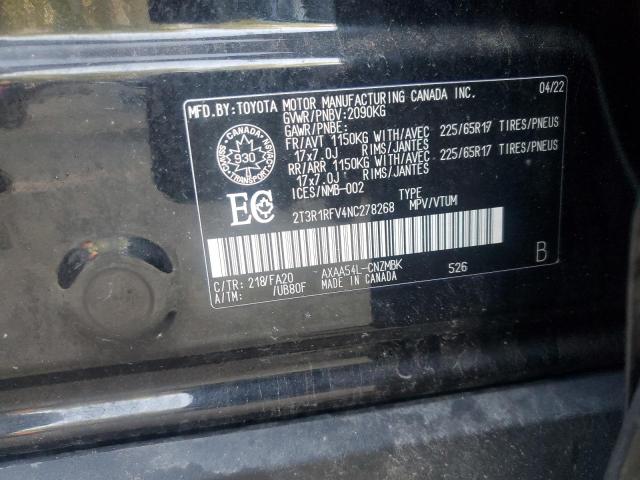 MFD.BY:TOYOTA MOTOR MANUFACTURING CANADA INC. 04/22
GVWR/PNBV:2090KG
GAWR/PNBE:
FR/AVT 1150KG WITH/AVEC 225/65R17 TIRES/PNEUS
17x7.0J RIMS/JANTES
RR/ARR 1150KG WITH/AVEC 225/65R17 TIRES/PNEUS
17x7.0J RIMS/JANTES
ICES/NMB-002 TYPE
2T3R1RFV4NC278268 MPV/VTUM
CANADA
930
TRANSPORT
EC
B
C/TR: 218/FA20 AXAA54L-CNZMBK 526
A/TM: /UB80F MADE IN CANADA